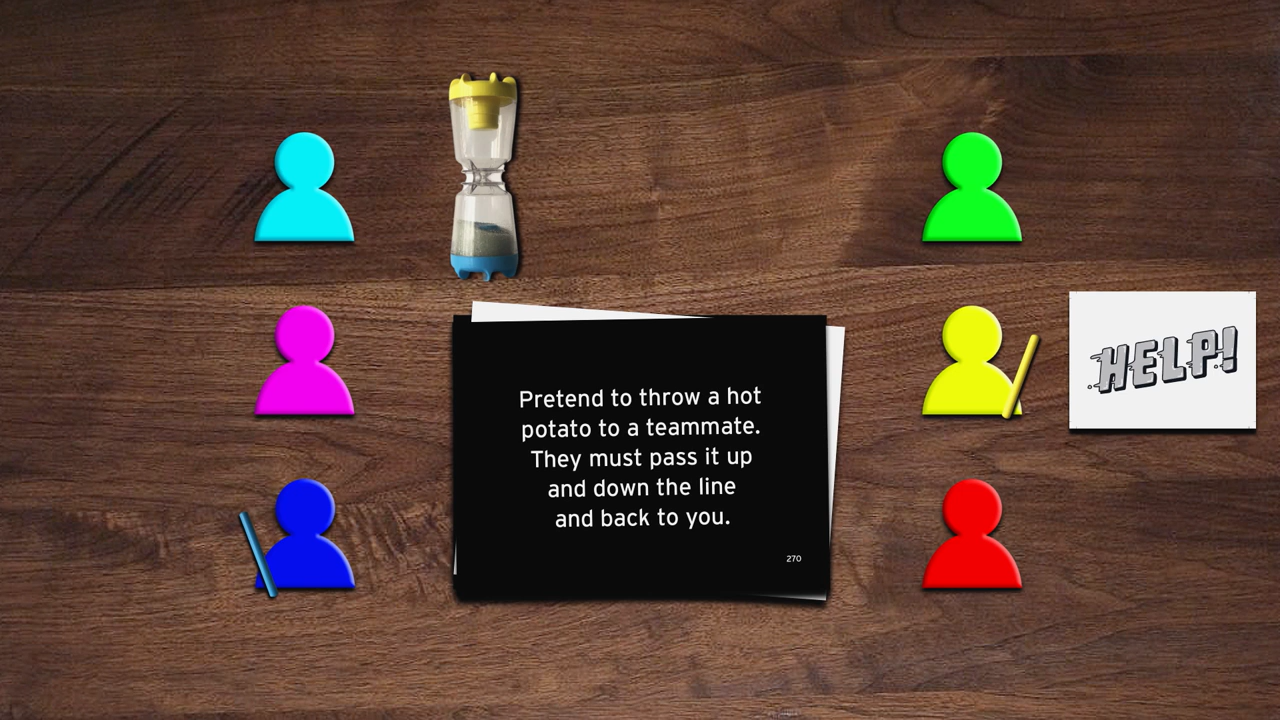 Pretend to throw a hot
potato to a teammate.
They must pass it up
and down the line
and back to you.
270
HELP!